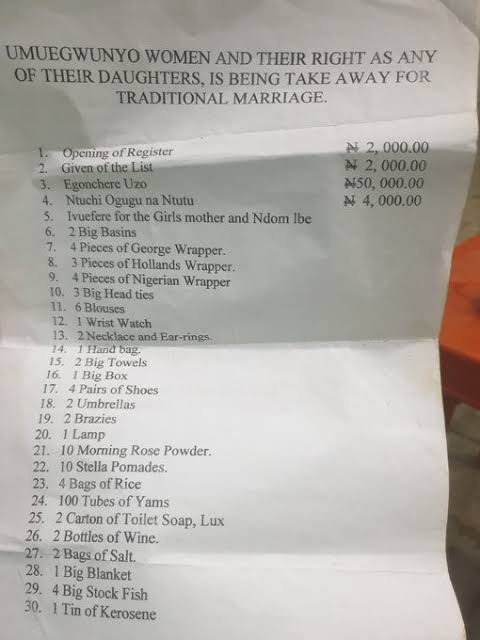 UMUEGWUNYO WOMEN AND THEIR RIGHT AS ANY
OF THEIR DAUGHTERS, IS BEING TAKE AWAY FOR
TRADITIONAL MARRIAGE.
1. Opening of Register ₦ 2, 000.00
2. Given of the List ₦ 2, 000.00
3. Egonchere Uzo ₦50, 000.00
4. Ntuchi Ogugu na Ntutu ₦ 4, 000.00
5. Ivuefere for the Girls mother and Ndom Ibe
6. 2 Big Basins
7. 4 Pieces of George Wrapper.
8. 3 Pieces of Hollands Wrapper.
9. 4 Pieces of Nigerian Wrapper
10. 3 Big Head ties
11. 6 Blouses
12. 1 Wrist Watch
13. 2 Necklace and Ear-rings.
14. 1 Hand bag.
15. 2 Big Towels
16. 1 Big Box
17. 4 Pairs of Shoes
18. 2 Umbrellas
19. 2 Brazies
20. 1 Lamp
21. 10 Morning Rose Powder.
22. 10 Stella Pomades.
23. 4 Bags of Rice
24. 100 Tubes of Yams
25. 2 Carton of Toilet Soap, Lux
26. 2 Bottles of Wine.
27. 2 Bags of Salt.
28. 1 Big Blanket
29. 4 Big Stock Fish
30. 1 Tin of Kerosene